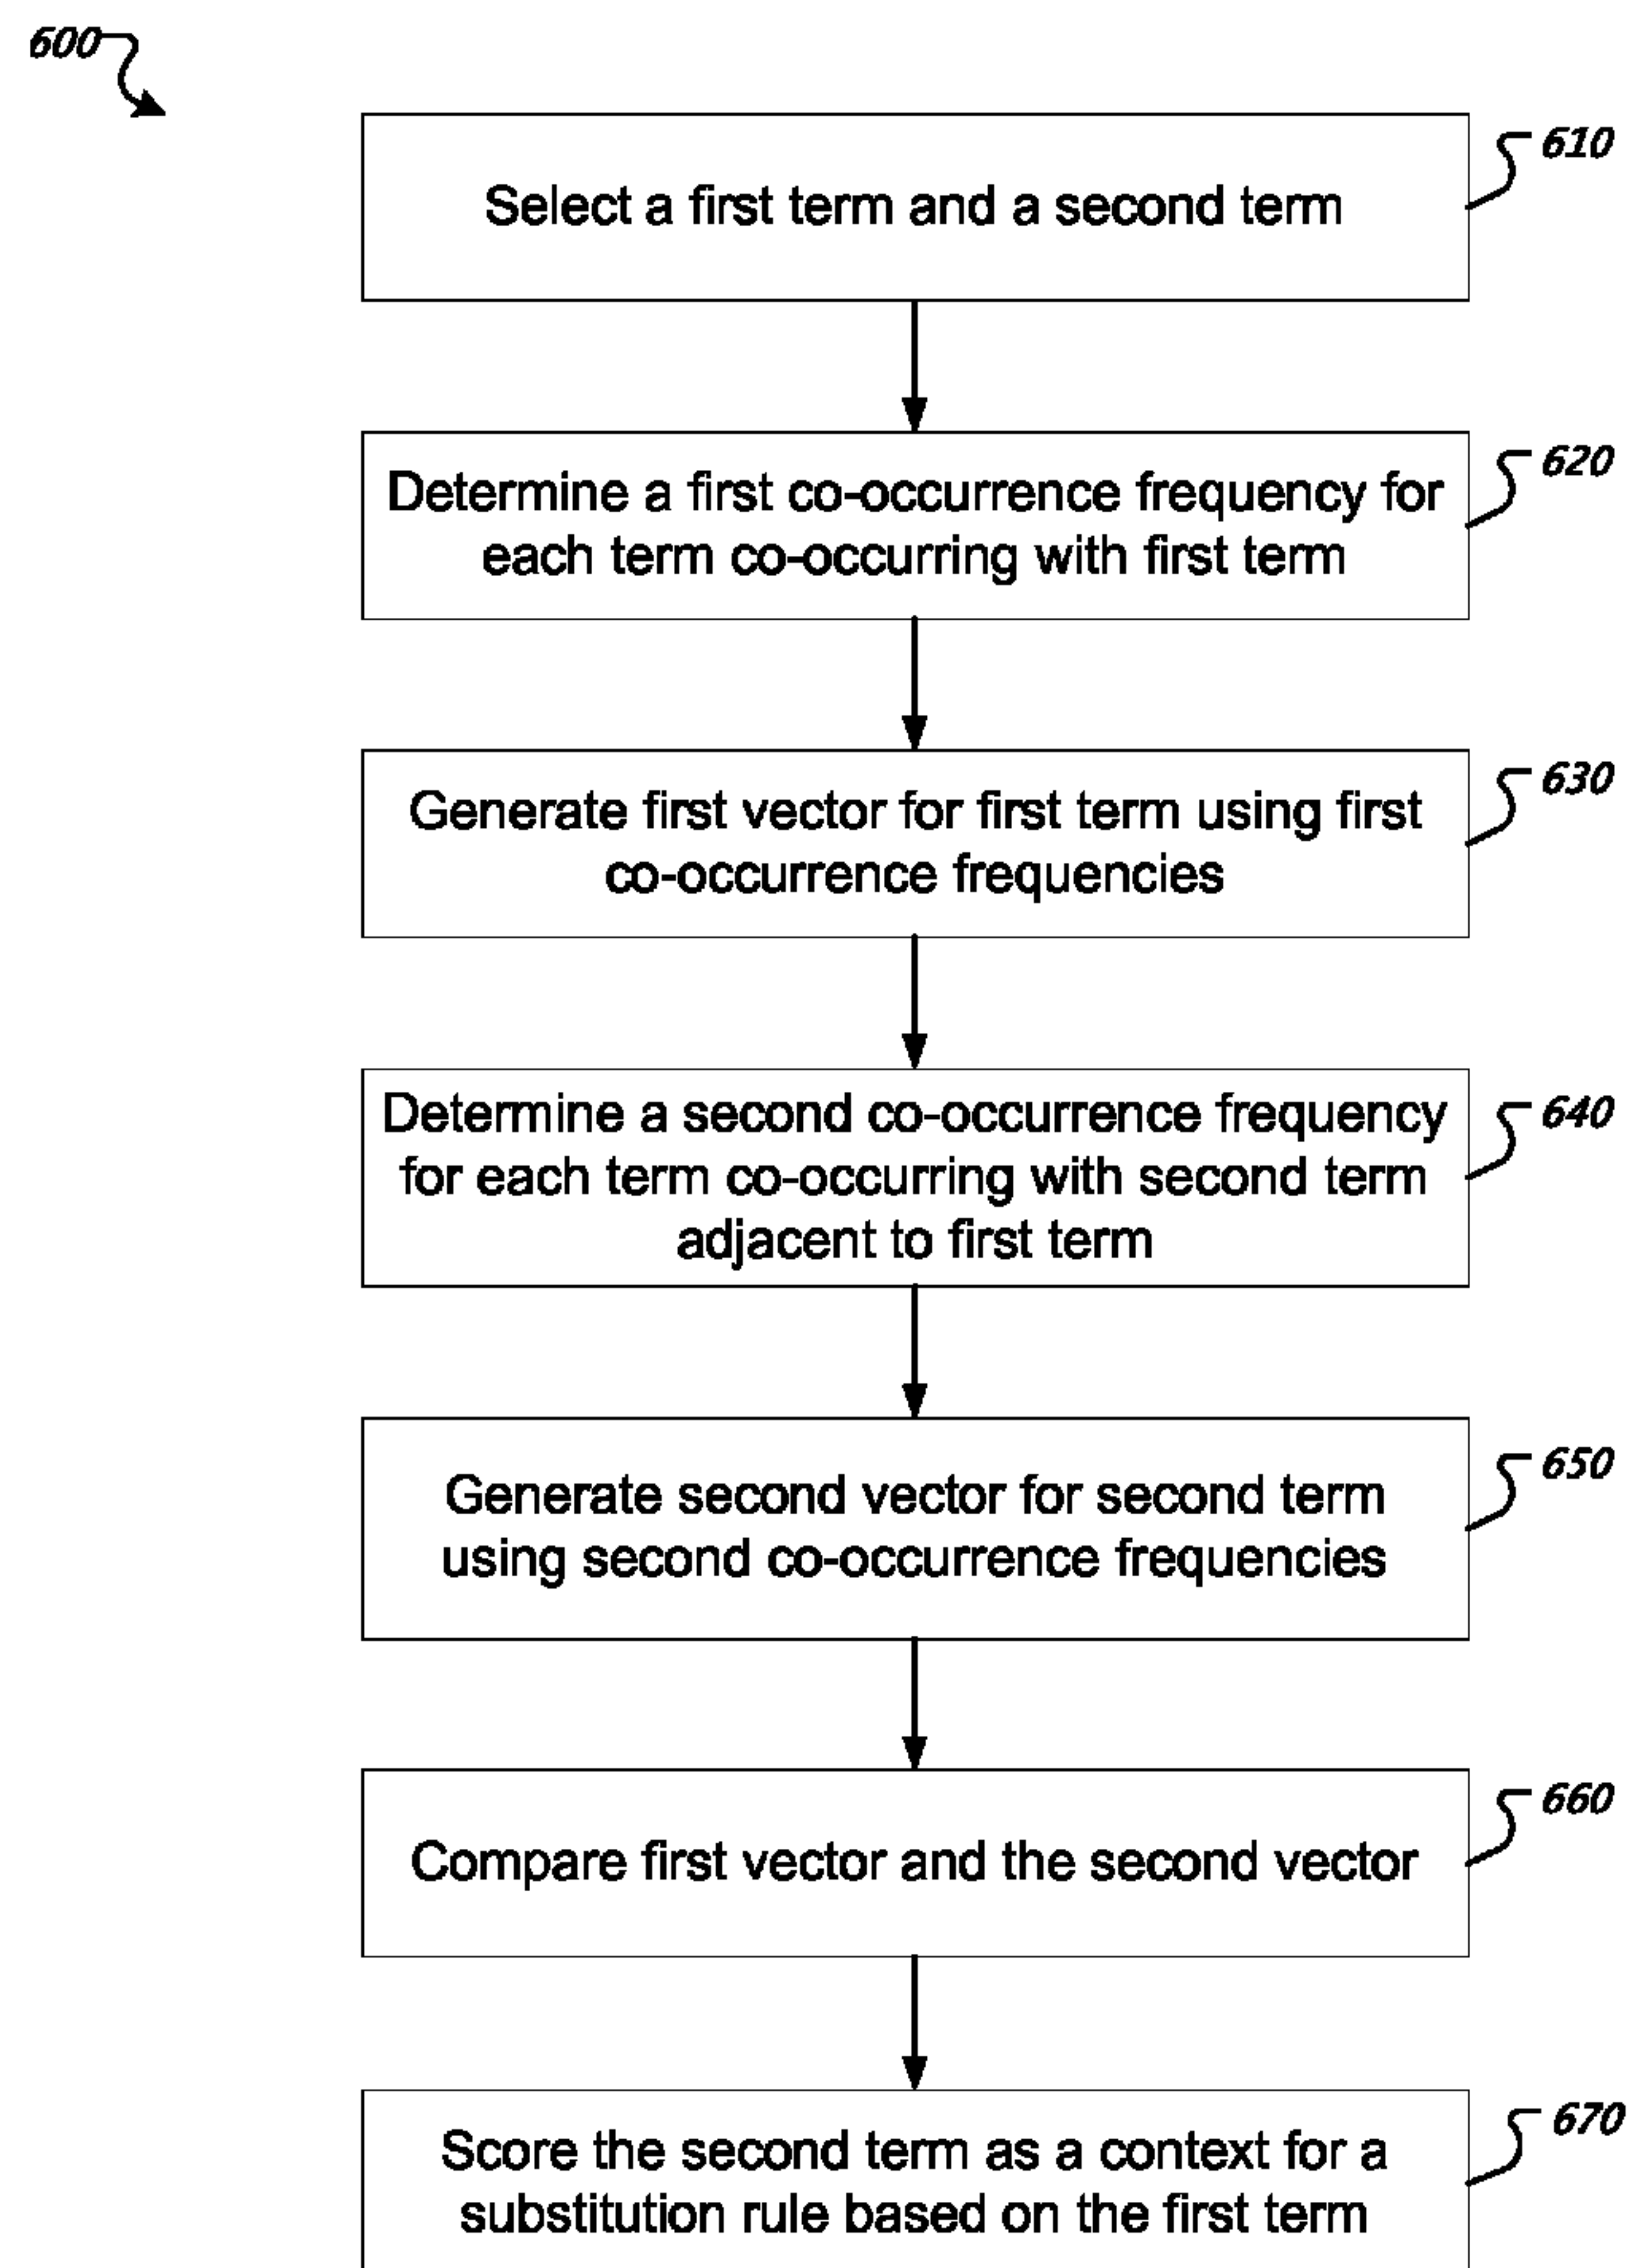 600
Select a first term and a second term
610
Determine a first co-occurrence frequency for
each term co-occurring with first term
620
Generate first vector for first term using first
co-occurrence frequencies
630
Determine a second co-occurrence frequency
for each term co-occurring with second term
adjacent to first term
640
Generate second vector for second term
using second co-occurrence frequencies
650
Compare first vector and the second vector
660
Score the second term as a context for a
substitution rule based on the first term
670